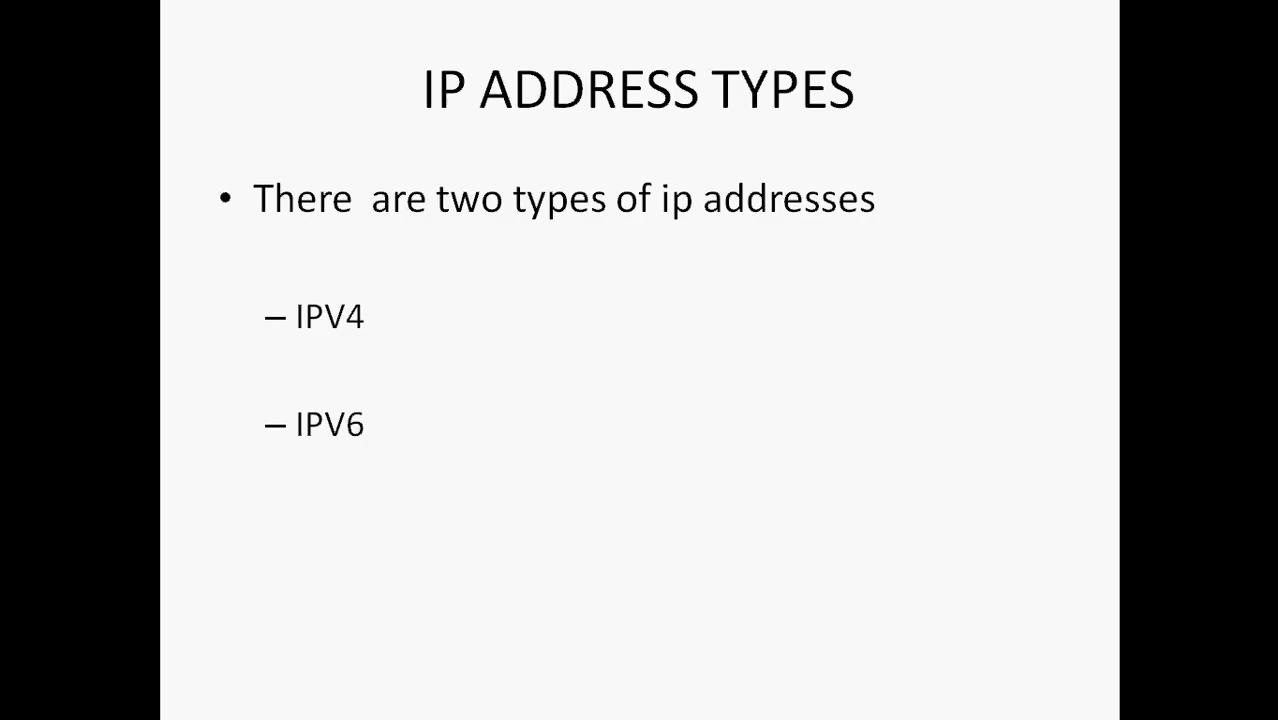 IP ADDRESS TYPES
• There  are two types of ip addresses
– IPV4
– IPV6